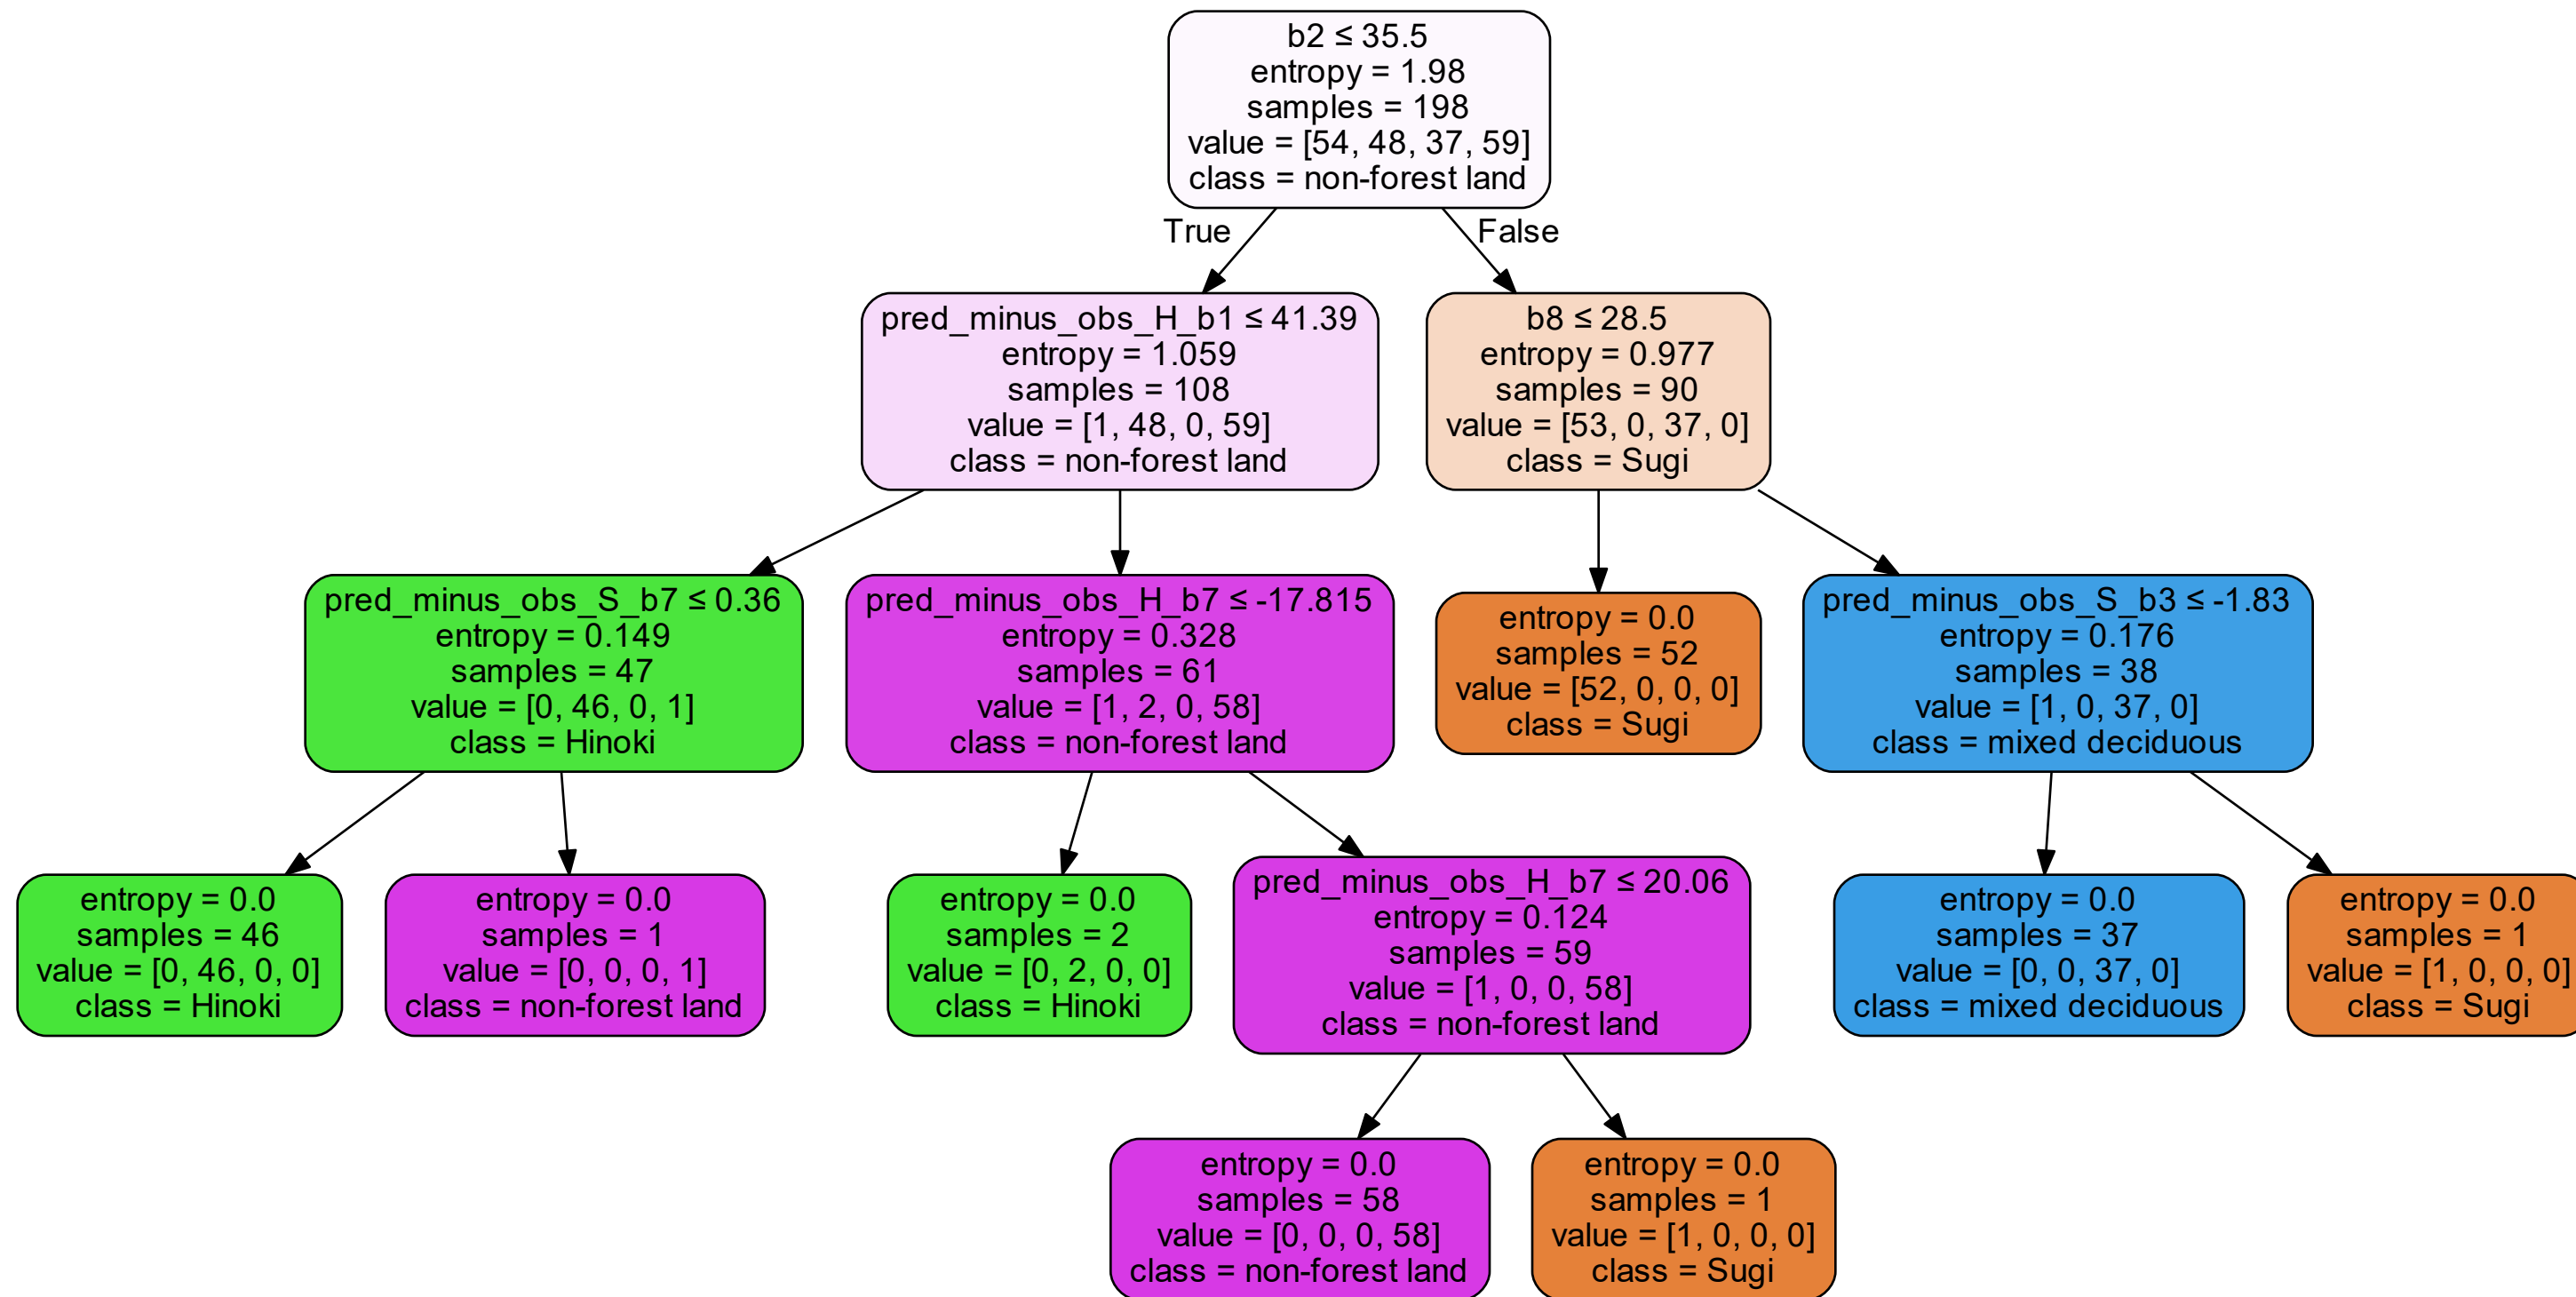 b2 ≤ 35.5
entropy = 1.98
samples = 198
value = [54, 48, 37, 59]
class = non-forest land
True
False
pred_minus_obs_H_b1 ≤ 41.39
entropy = 1.059
samples = 108
value = [1, 48, 0, 59]
class = non-forest land
b8 ≤ 28.5
entropy = 0.977
samples = 90
value = [53, 0, 37, 0]
class = Sugi
pred_minus_obs_S_b7 ≤ 0.36
entropy = 0.149
samples = 47
value = [0, 46, 0, 1]
class = Hinoki
pred_minus_obs_H_b7 ≤ -17.815
entropy = 0.328
samples = 61
value = [1, 2, 0, 58]
class = non-forest land
entropy = 0.0
samples = 52
value = [52, 0, 0, 0]
class = Sugi
pred_minus_obs_S_b3 ≤ -1.83
entropy = 0.176
samples = 38
value = [1, 0, 37, 0]
class = mixed deciduous
entropy = 0.0
samples = 46
value = [0, 46, 0, 0]
class = Hinoki
entropy = 0.0
samples = 1
value = [0, 0, 0, 1]
class = non-forest land
entropy = 0.0
samples = 2
value = [0, 2, 0, 0]
class = Hinoki
pred_minus_obs_H_b7 ≤ 20.06
entropy = 0.124
samples = 59
value = [1, 0, 0, 58]
class = non-forest land
entropy = 0.0
samples = 37
value = [0, 0, 37, 0]
class = mixed deciduous
entropy = 0.0
samples = 1
value = [1, 0, 0, 0]
class = Sugi
entropy = 0.0
samples = 58
value = [0, 0, 0, 58]
class = non-forest land
entropy = 0.0
samples = 1
value = [1, 0, 0, 0]
class = Sugi